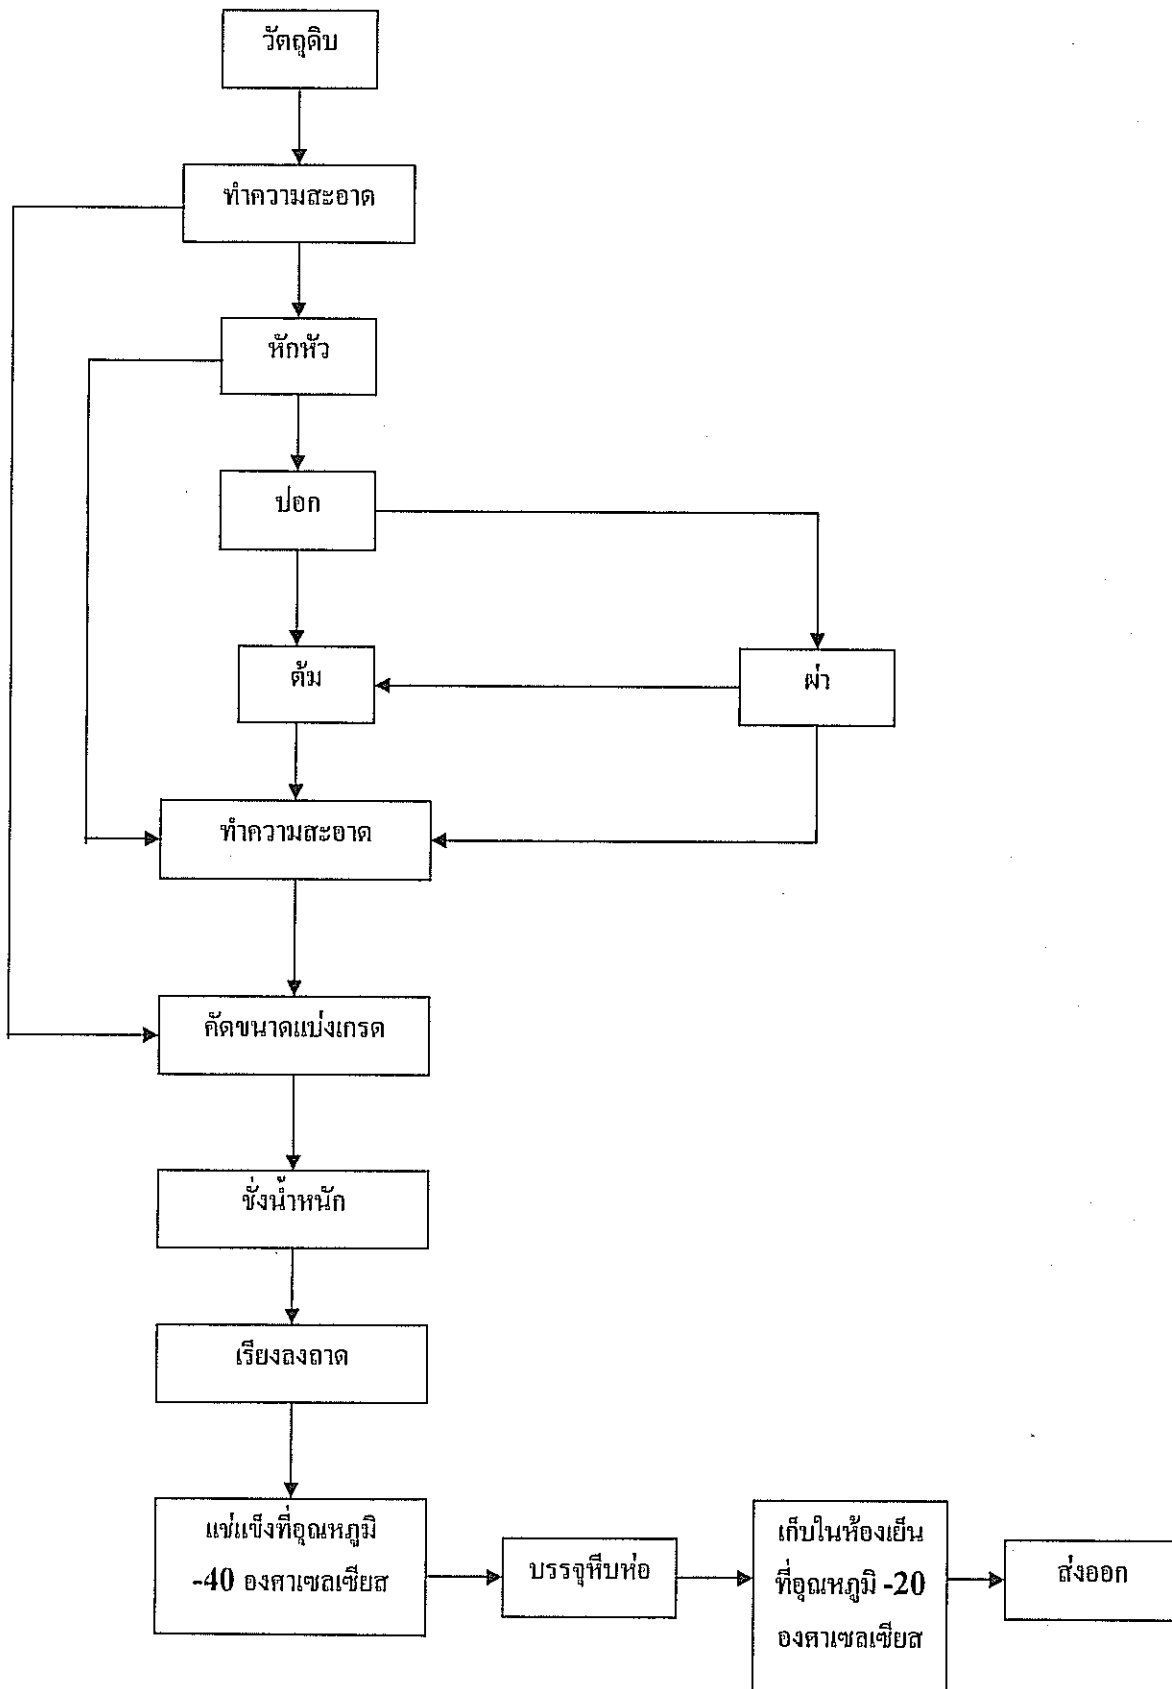 วัตถุดิบ
ทำความสะอาด
หักหัว
ปอก
ต้ม
ผ่า
ทำความสะอาด
คัดขนาดแบ่งเกรด
ชั่งน้ำหนัก
เรียงลงถาด
แช่แข็งที่อุณหภูมิ
-40 องศาเซลเซียส
บรรจุหีบห่อ
เก็บในห้องเย็น
ที่อุณหภูมิ -20
องศาเซลเซียส
ส่งออก